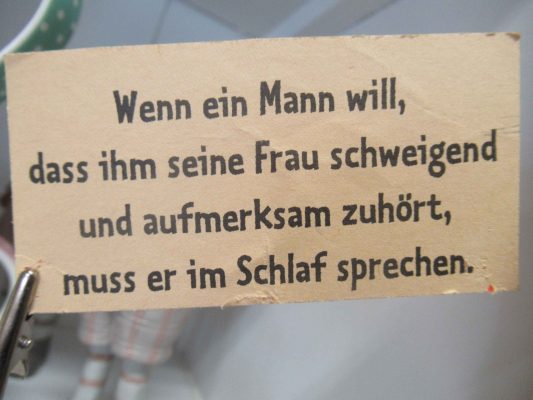 Wenn ein Mann will,
dass ihm seine Frau schweigend
und aufmerksam zuhört,
muss er im Schlaf sprechen.